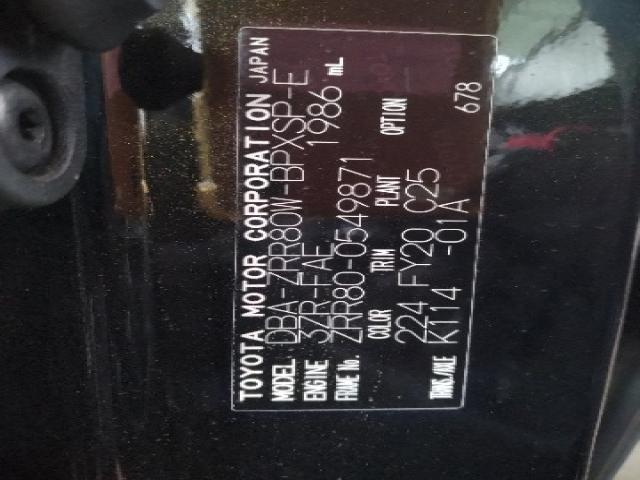 TOYOTA MOTOR CORPORATION JAPAN
MODEL DBA-ZRR80W-BPXSP-E
ENGINE 3ZR-FAE 1986 mL
FRAME No. ZRR80-0549871
COLOR TRIM PLANT OPTION
224 FY20 C25
TRANS/AXLE K114 -01A 678